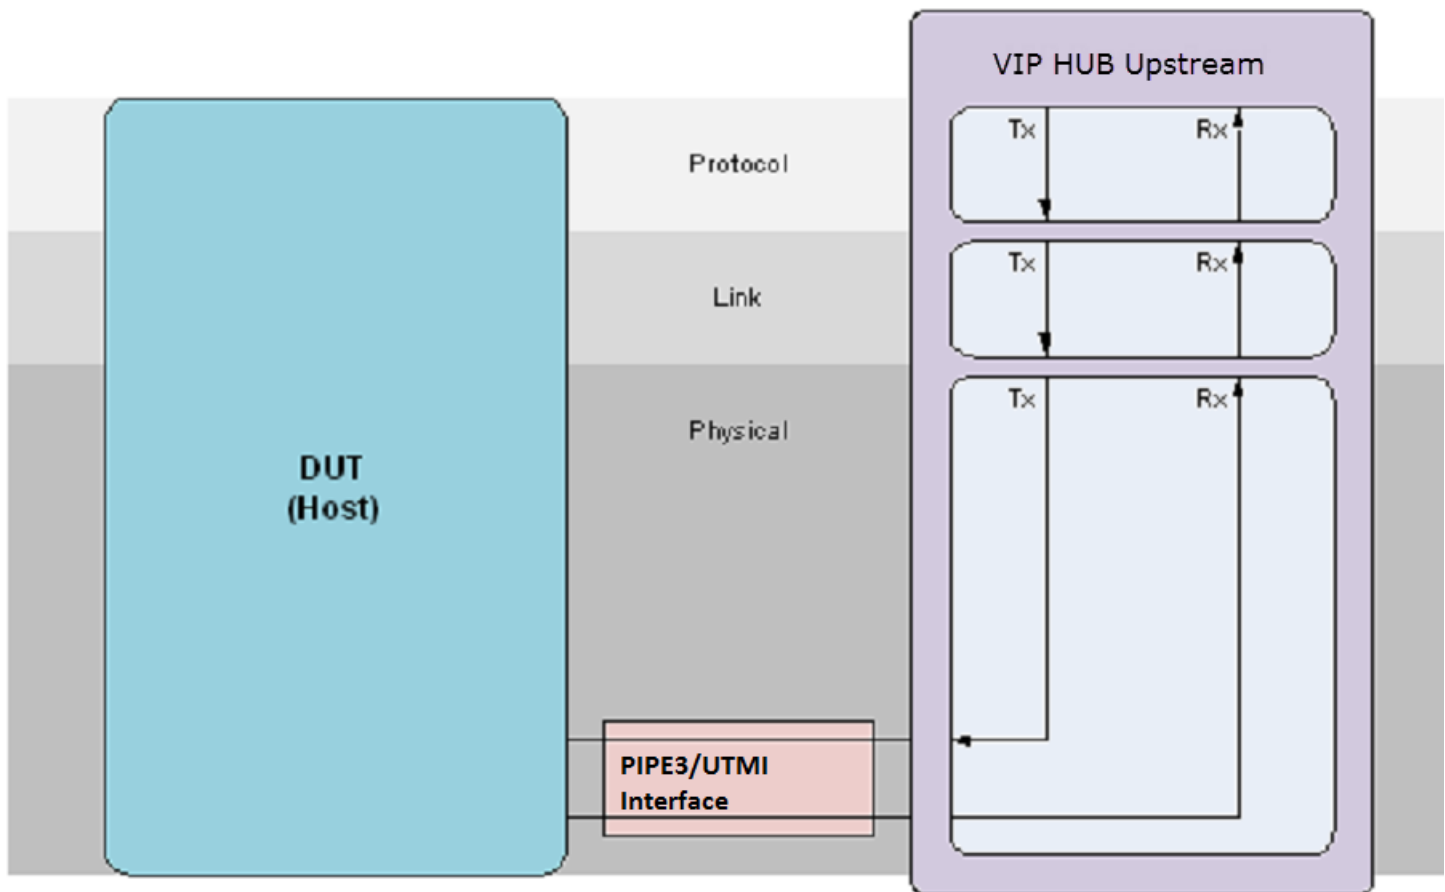 VIP HUB Upstream
Tx
Rx
Protocol
Tx
Rx
Link
Tx
Rx
Physical
DUT
(Host)
PIPE3/UTMI
Interface